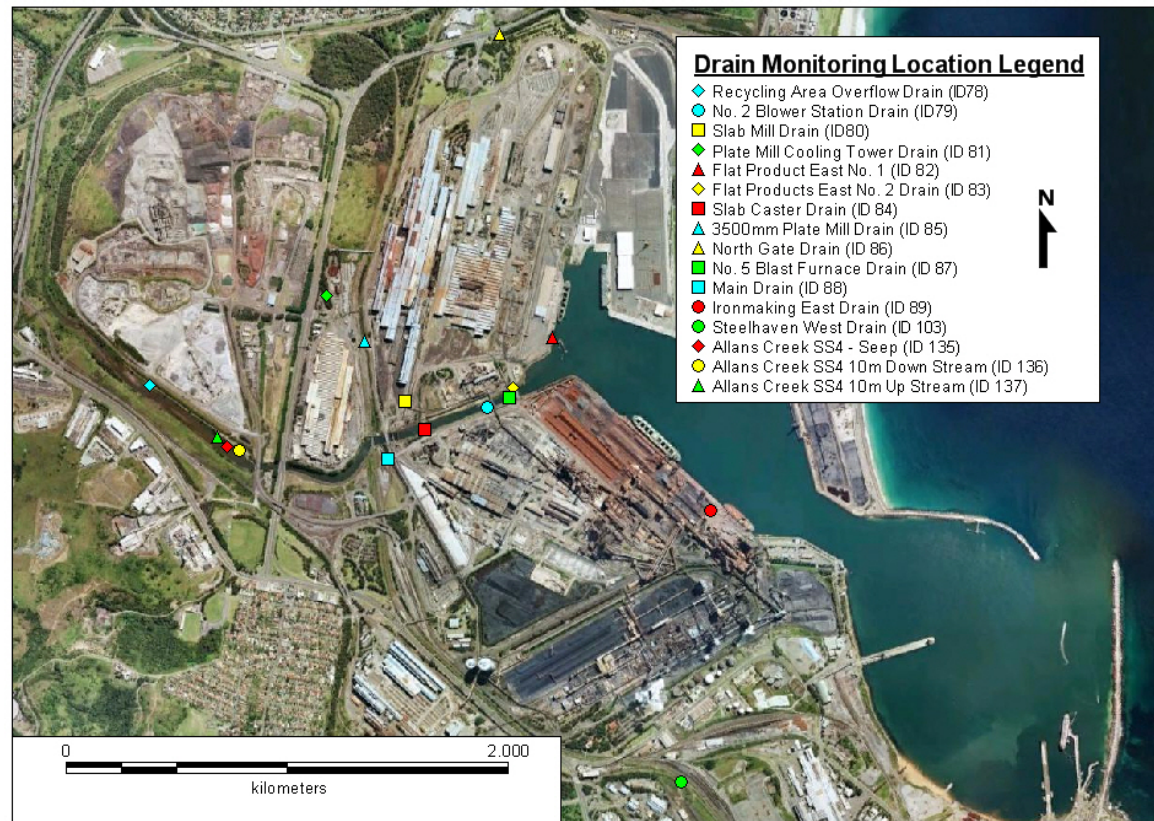 Drain Monitoring Location Legend
Recycling Area Overflow Drain (ID78)
No. 2 Blower Station Drain (ID79)
Slab Mill Drain (ID80)
Plate Mill Cooling Tower Drain (ID 81)
Flat Product East No. 1 (ID 82)
Flat Products East No. 2 Drain (ID 83)
Slab Caster Drain (ID 84)
3500mm Plate Mill Drain (ID 85)
North Gate Drain (ID 86)
No. 5 Blast Furnace Drain (ID 87)
Main Drain (ID 88)
Ironmaking East Drain (ID 89)
Steelhaven West Drain (ID 103)
Allans Creek SS4 - Seep (ID 135)
Allans Creek SS4 10m Down Stream (ID 136)
Allans Creek SS4 10m Up Stream (ID 137)
N
0 2.000
kilometers